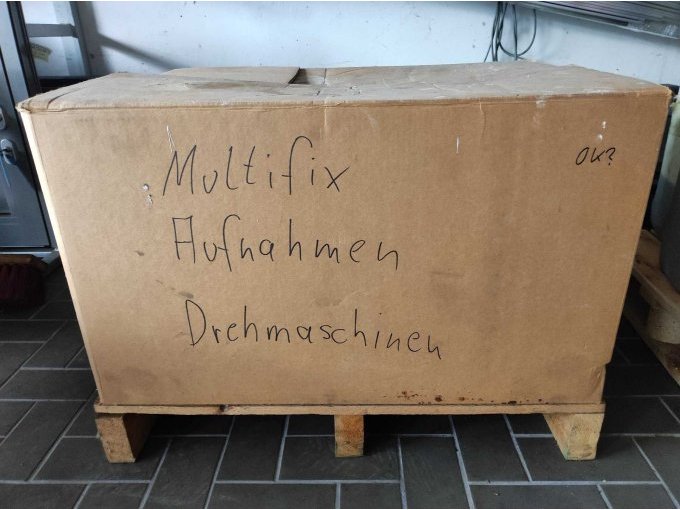 Multifix
OK?
Aufnahmen
Drehmaschinen